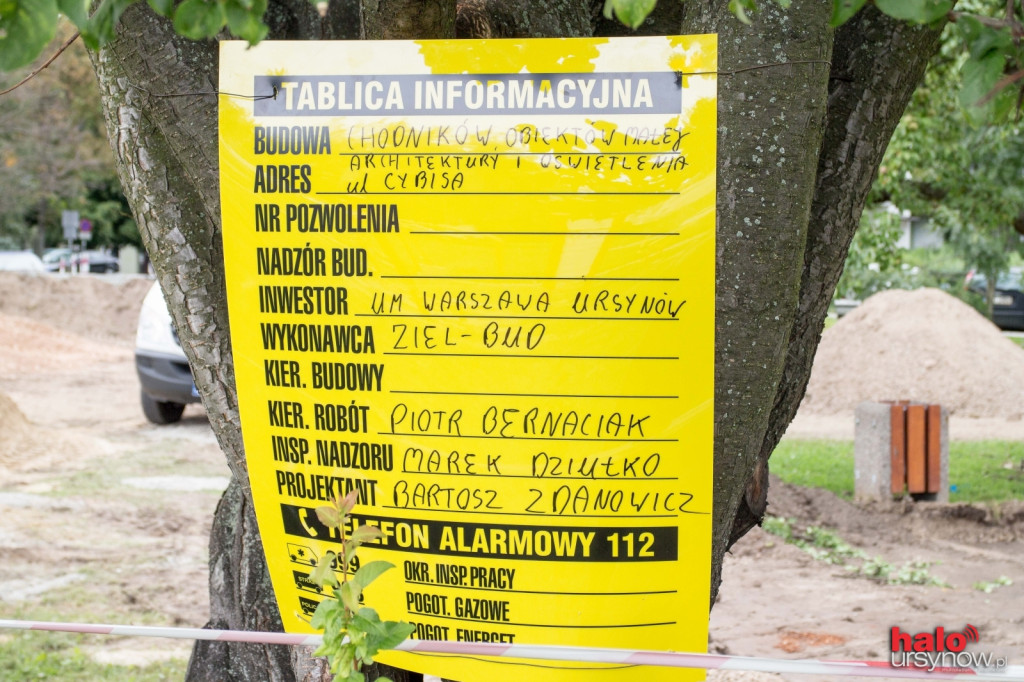 TABLICA INFORMACYJNA
BUDOWA CHODNIKÓW, OBIEKTÓW MAŁEJ
ARCHITEKTURY I OŚWIETLENIA
ADRES ul CYBISA
NR POZWOLENIA
NADZÓR BUD.
INWESTOR UM WARSZAWA URSYNÓW
WYKONAWCA ZIEL-BUD
KIER. BUDOWY
KIER. ROBÓT PIOTR BERNACIAK
INSP. NADZORU MAREK DZIUŁKO
PROJEKTANT BARTOSZ ZDANOWICZ
TELEFON ALARMOWY 112
999 OKR. INSP. PRACY
POGOT. GAZOWE
POGOT. ENERGET.
halo
ursynow.pl